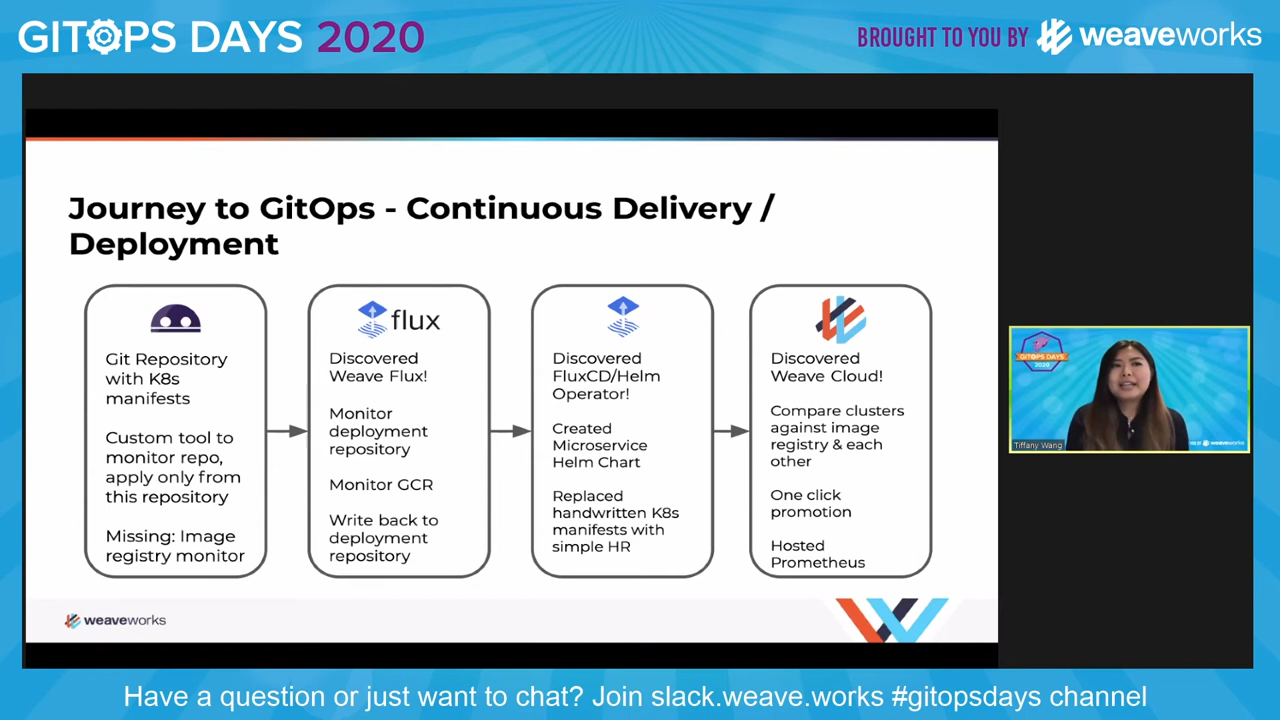 GITOPS DAYS 2020
BROUGHT TO YOU BY weaveworks
Journey to GitOps - Continuous Delivery /
Deployment
Git Repository
with K8s
manifests
Custom tool to
monitor repo,
apply only from
this repository
Missing: Image
registry monitor
flux
Discovered
Weave Flux!
Monitor
deployment
repository
Monitor GCR
Write back to
deployment
repository
Discovered
FluxCD/Helm
Operator!
Created
Microservice
Helm Chart
Replaced
handwritten K8s
manifests with
simple HR
Discovered
Weave Cloud!
Compare clusters
against image
registry & each
other
One click
promotion
Hosted
Prometheus
weaveworks
GITOPS DAYS
2020
Tiffany Wang
weaveworks
Have a question or just want to chat? Join slack.weave.works #gitopsdays channel